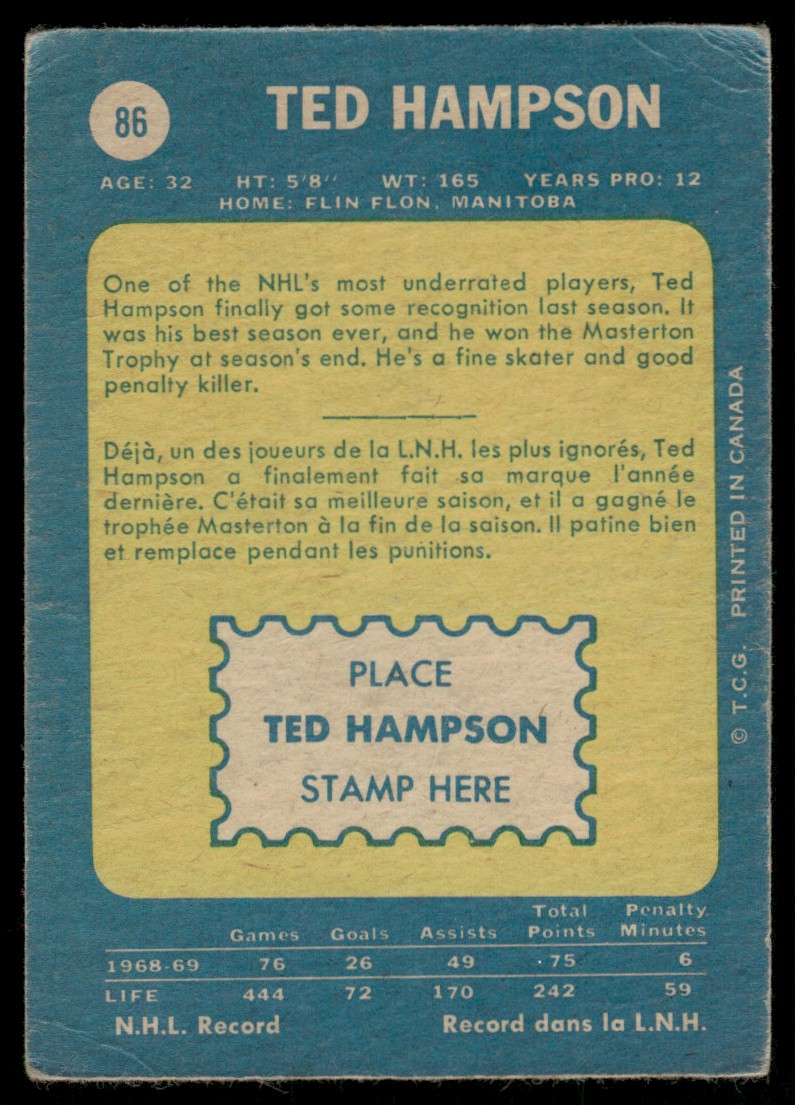 86
TED HAMPSON
AGE: 32 HT: 5'8'' WT: 165 YEARS PRO: 12
HOME: FLIN FLON, MANITOBA
One of the NHL's most underrated players, Ted
Hampson finally got some recognition last season. It
was his best season ever, and he won the Masterton
Trophy at season's end. He's a fine skater and good
penalty killer.
Déjà, un des joueurs de la L.N.H. les plus ignorés, Ted
Hampson a finalement fait sa marque l'année
dernière. C'était sa meilleure saison, et il a gagné le
trophée Masterton à la fin de la saison. Il patine bien
et remplace pendant les punitions.
PLACE
TED HAMPSON
STAMP HERE
© T.C.G. PRINTED IN CANADA
Games Goals Assists Total Points Penalty Minutes
1968-69 76 26 49 75 6
LIFE 444 72 170 242 59
N.H.L. Record Record dans la L.N.H.